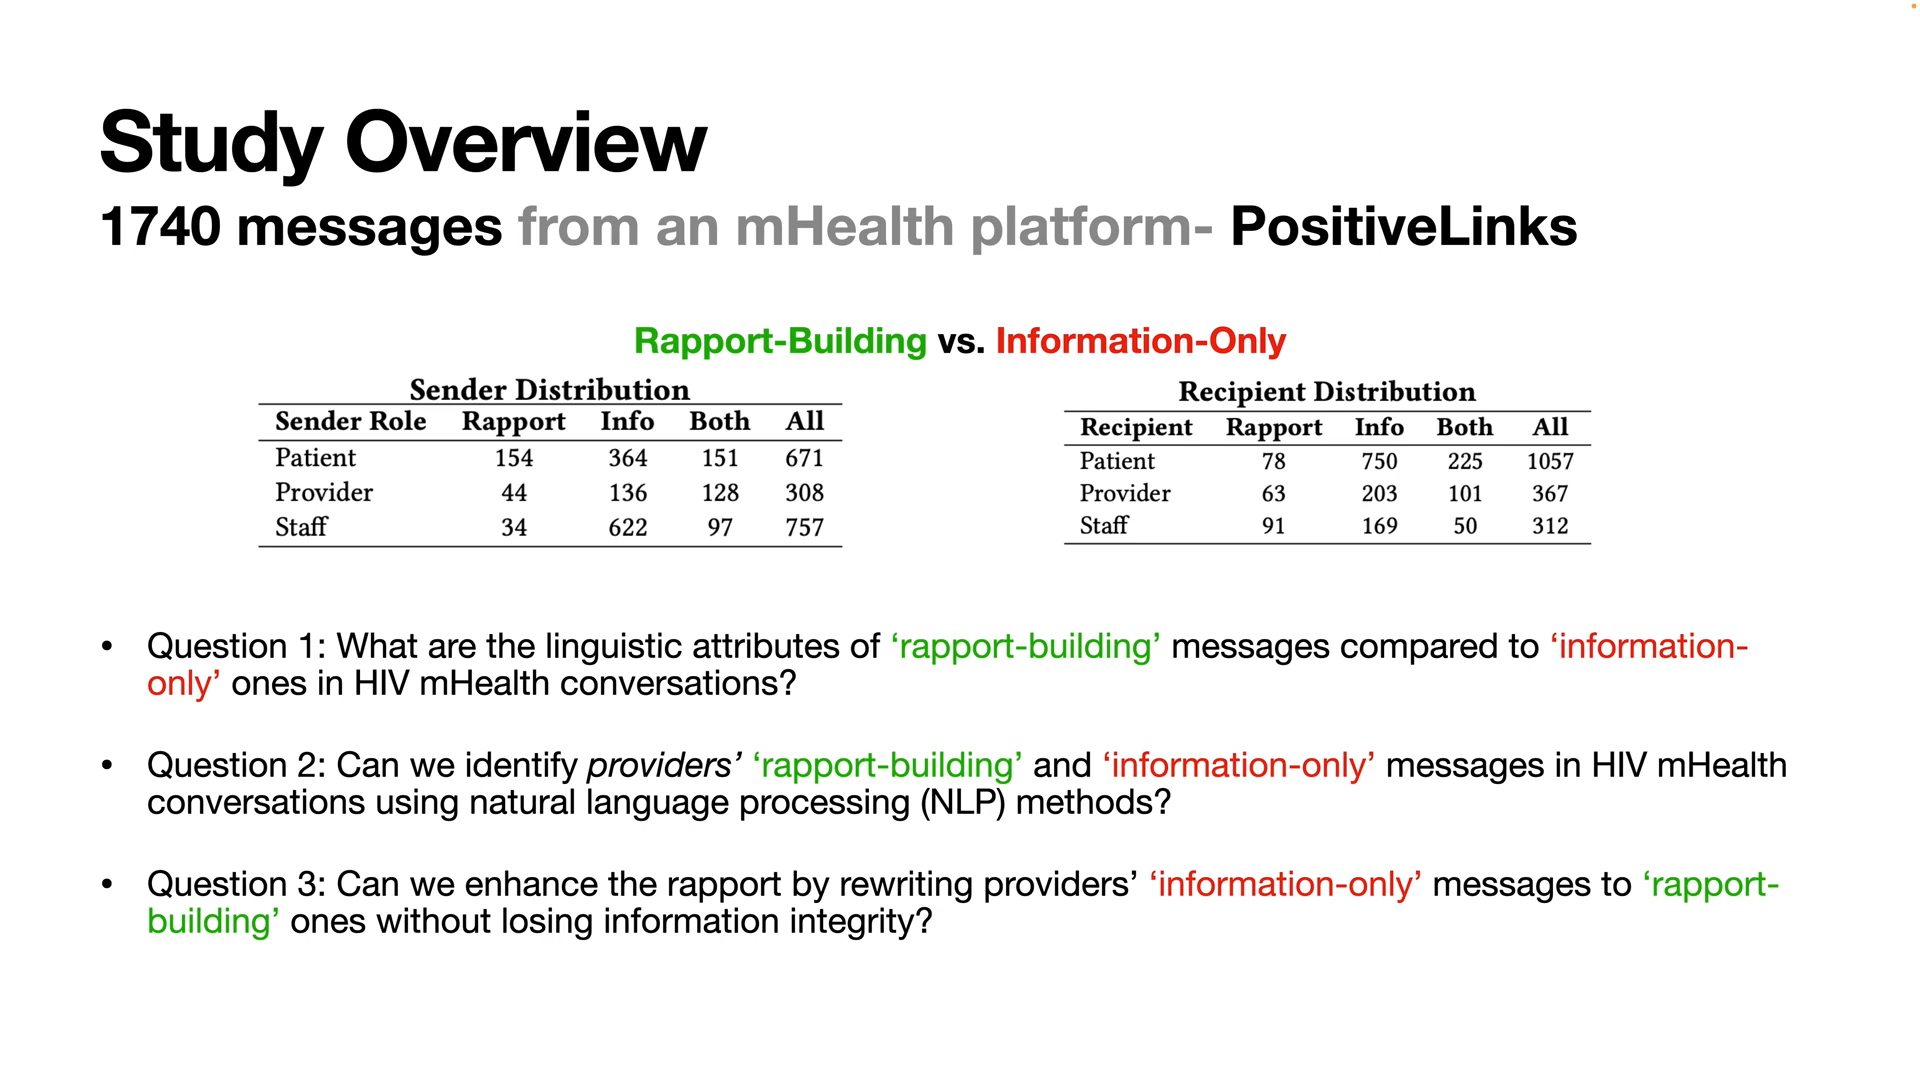 Study Overview
1740 messages from an mHealth platform- PositiveLinks
Rapport-Building vs. Information-Only
Sender Distribution
Sender Role Rapport Info Both All
Patient 154 364 151 671
Provider 44 136 128 308
Staff 34 622 97 757
Recipient Distribution
Recipient Rapport Info Both All
Patient 78 750 225 1057
Provider 63 203 101 367
Staff 91 169 50 312
• Question 1: What are the linguistic attributes of ‘rapport-building’ messages compared to ‘information-
only’ ones in HIV mHealth conversations?
• Question 2: Can we identify providers’ ‘rapport-building’ and ‘information-only’ messages in HIV mHealth
conversations using natural language processing (NLP) methods?
• Question 3: Can we enhance the rapport by rewriting providers’ ‘information-only’ messages to ‘rapport-
building’ ones without losing information integrity?